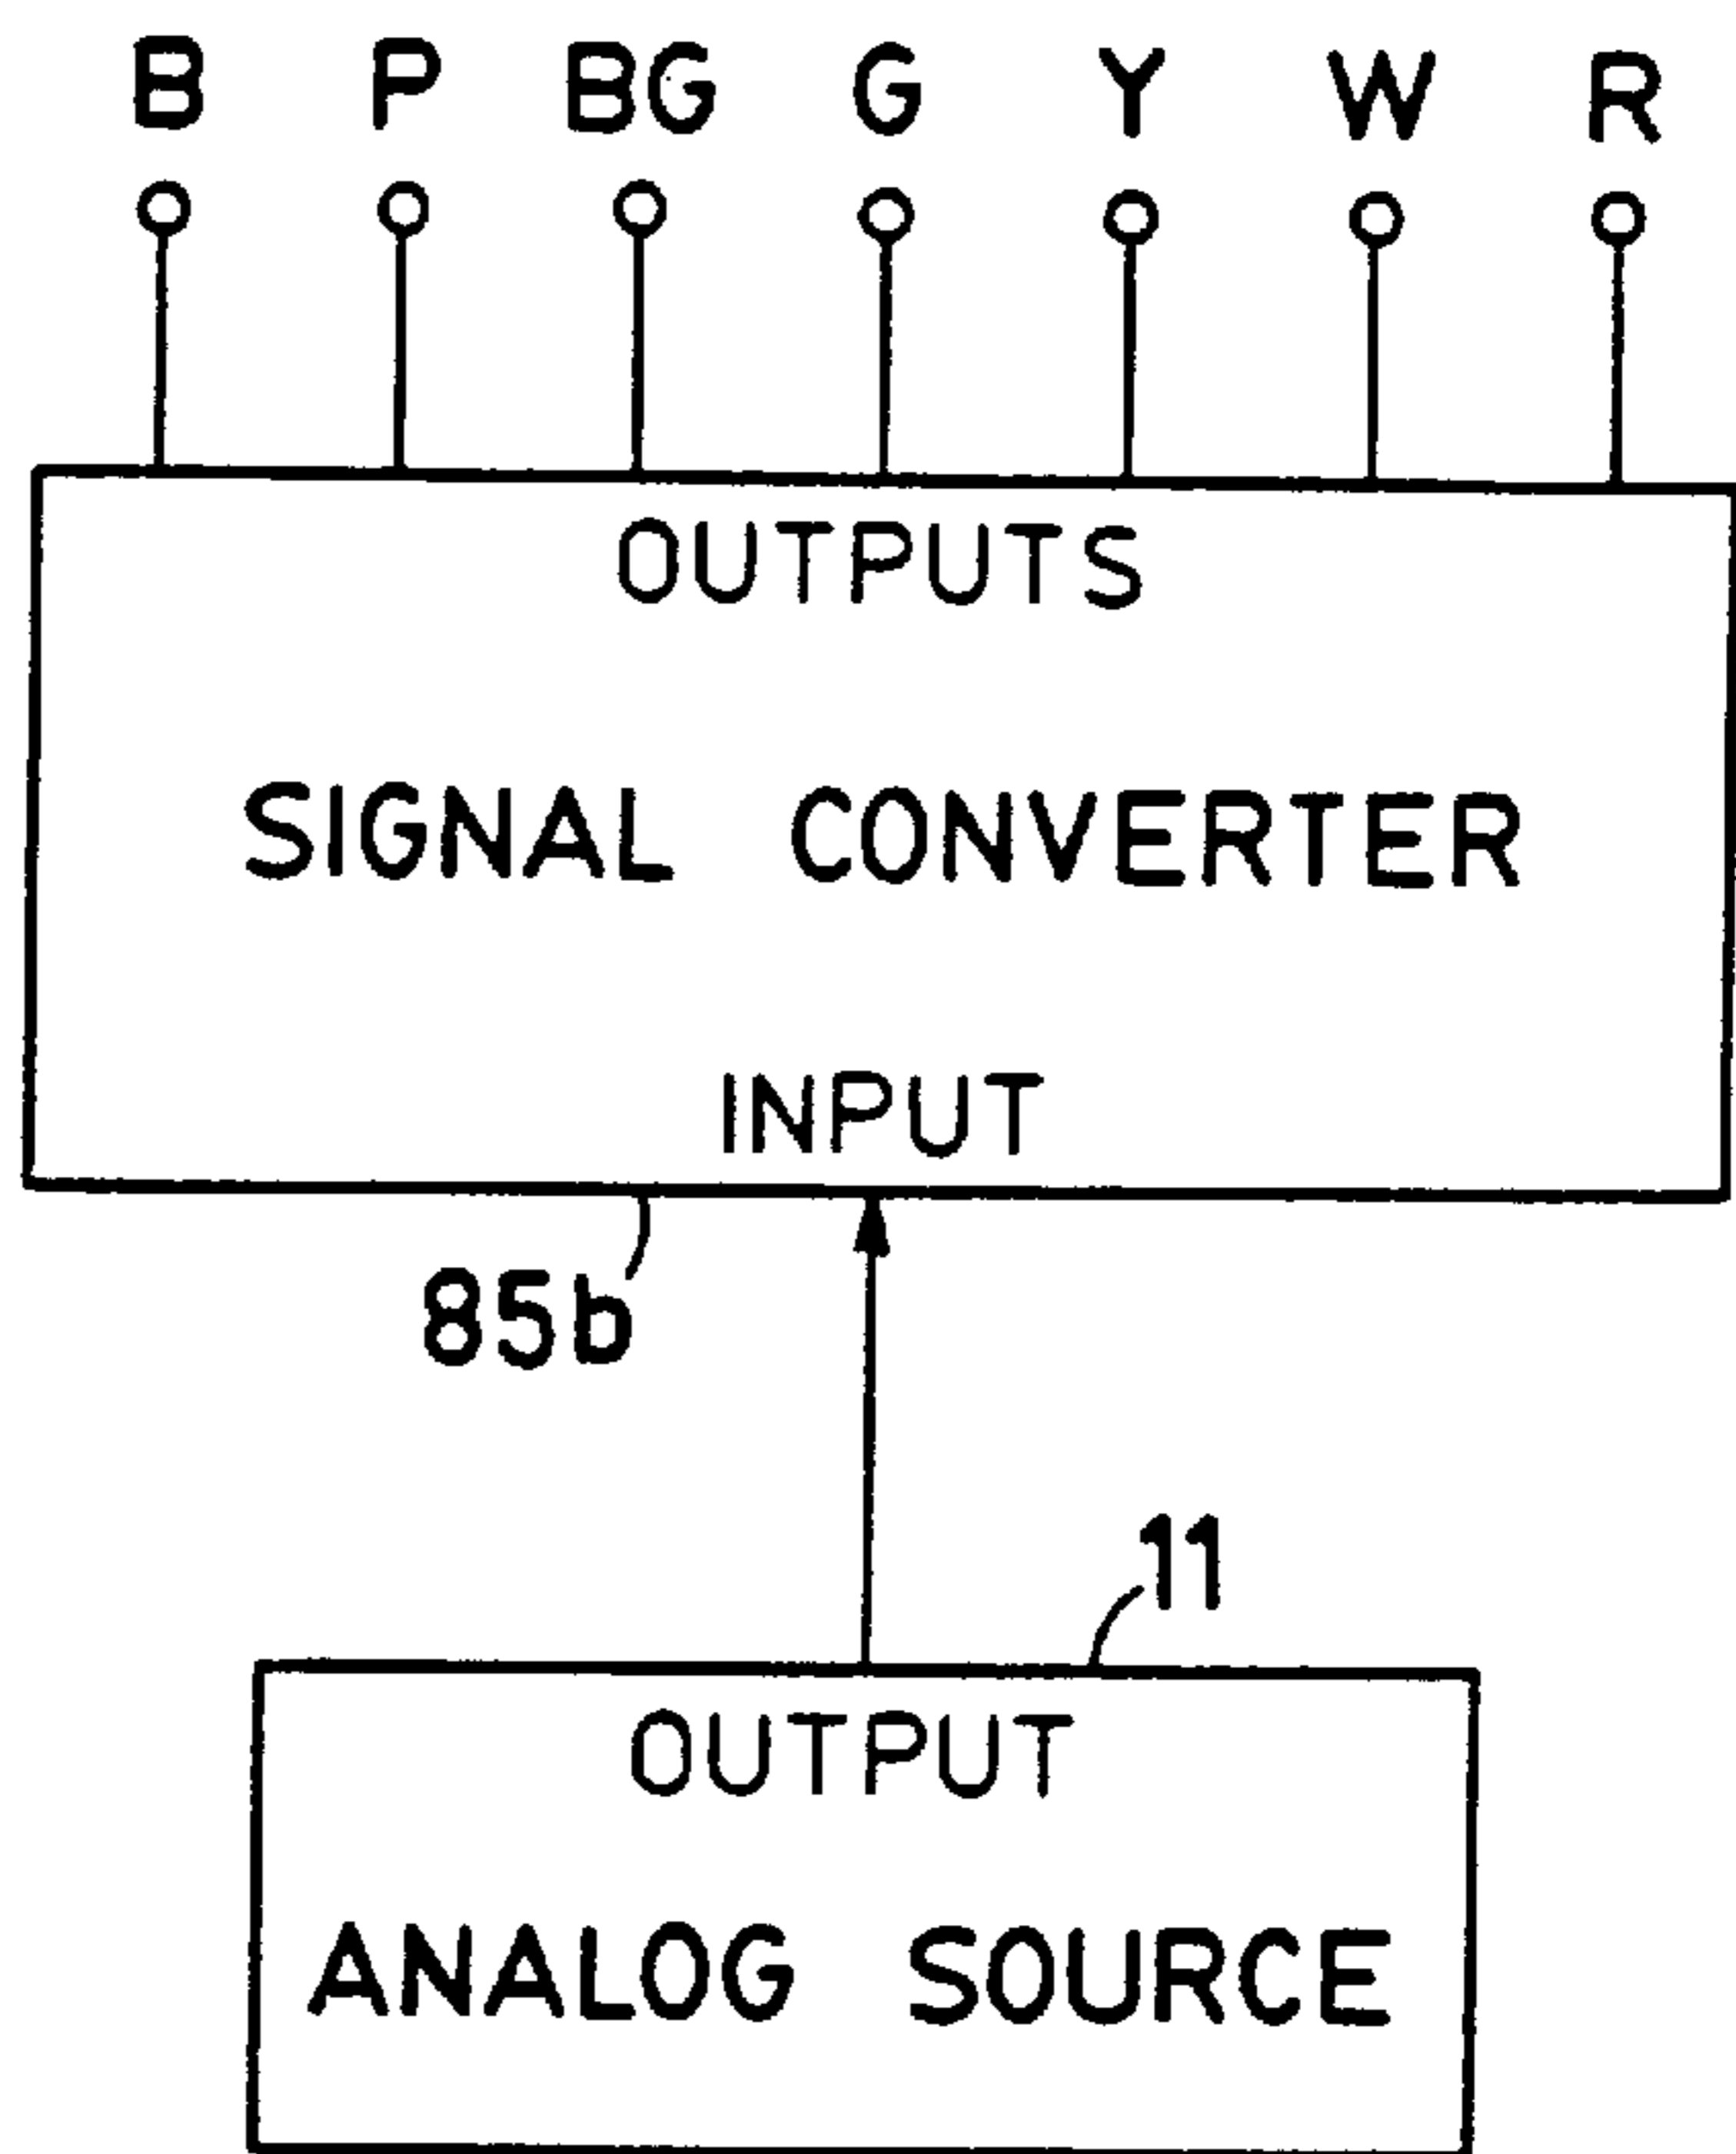 B P BG G Y W R
OUTPUTS
SIGNAL CONVERTER
INPUT
85b
11
OUTPUT
ANALOG SOURCE